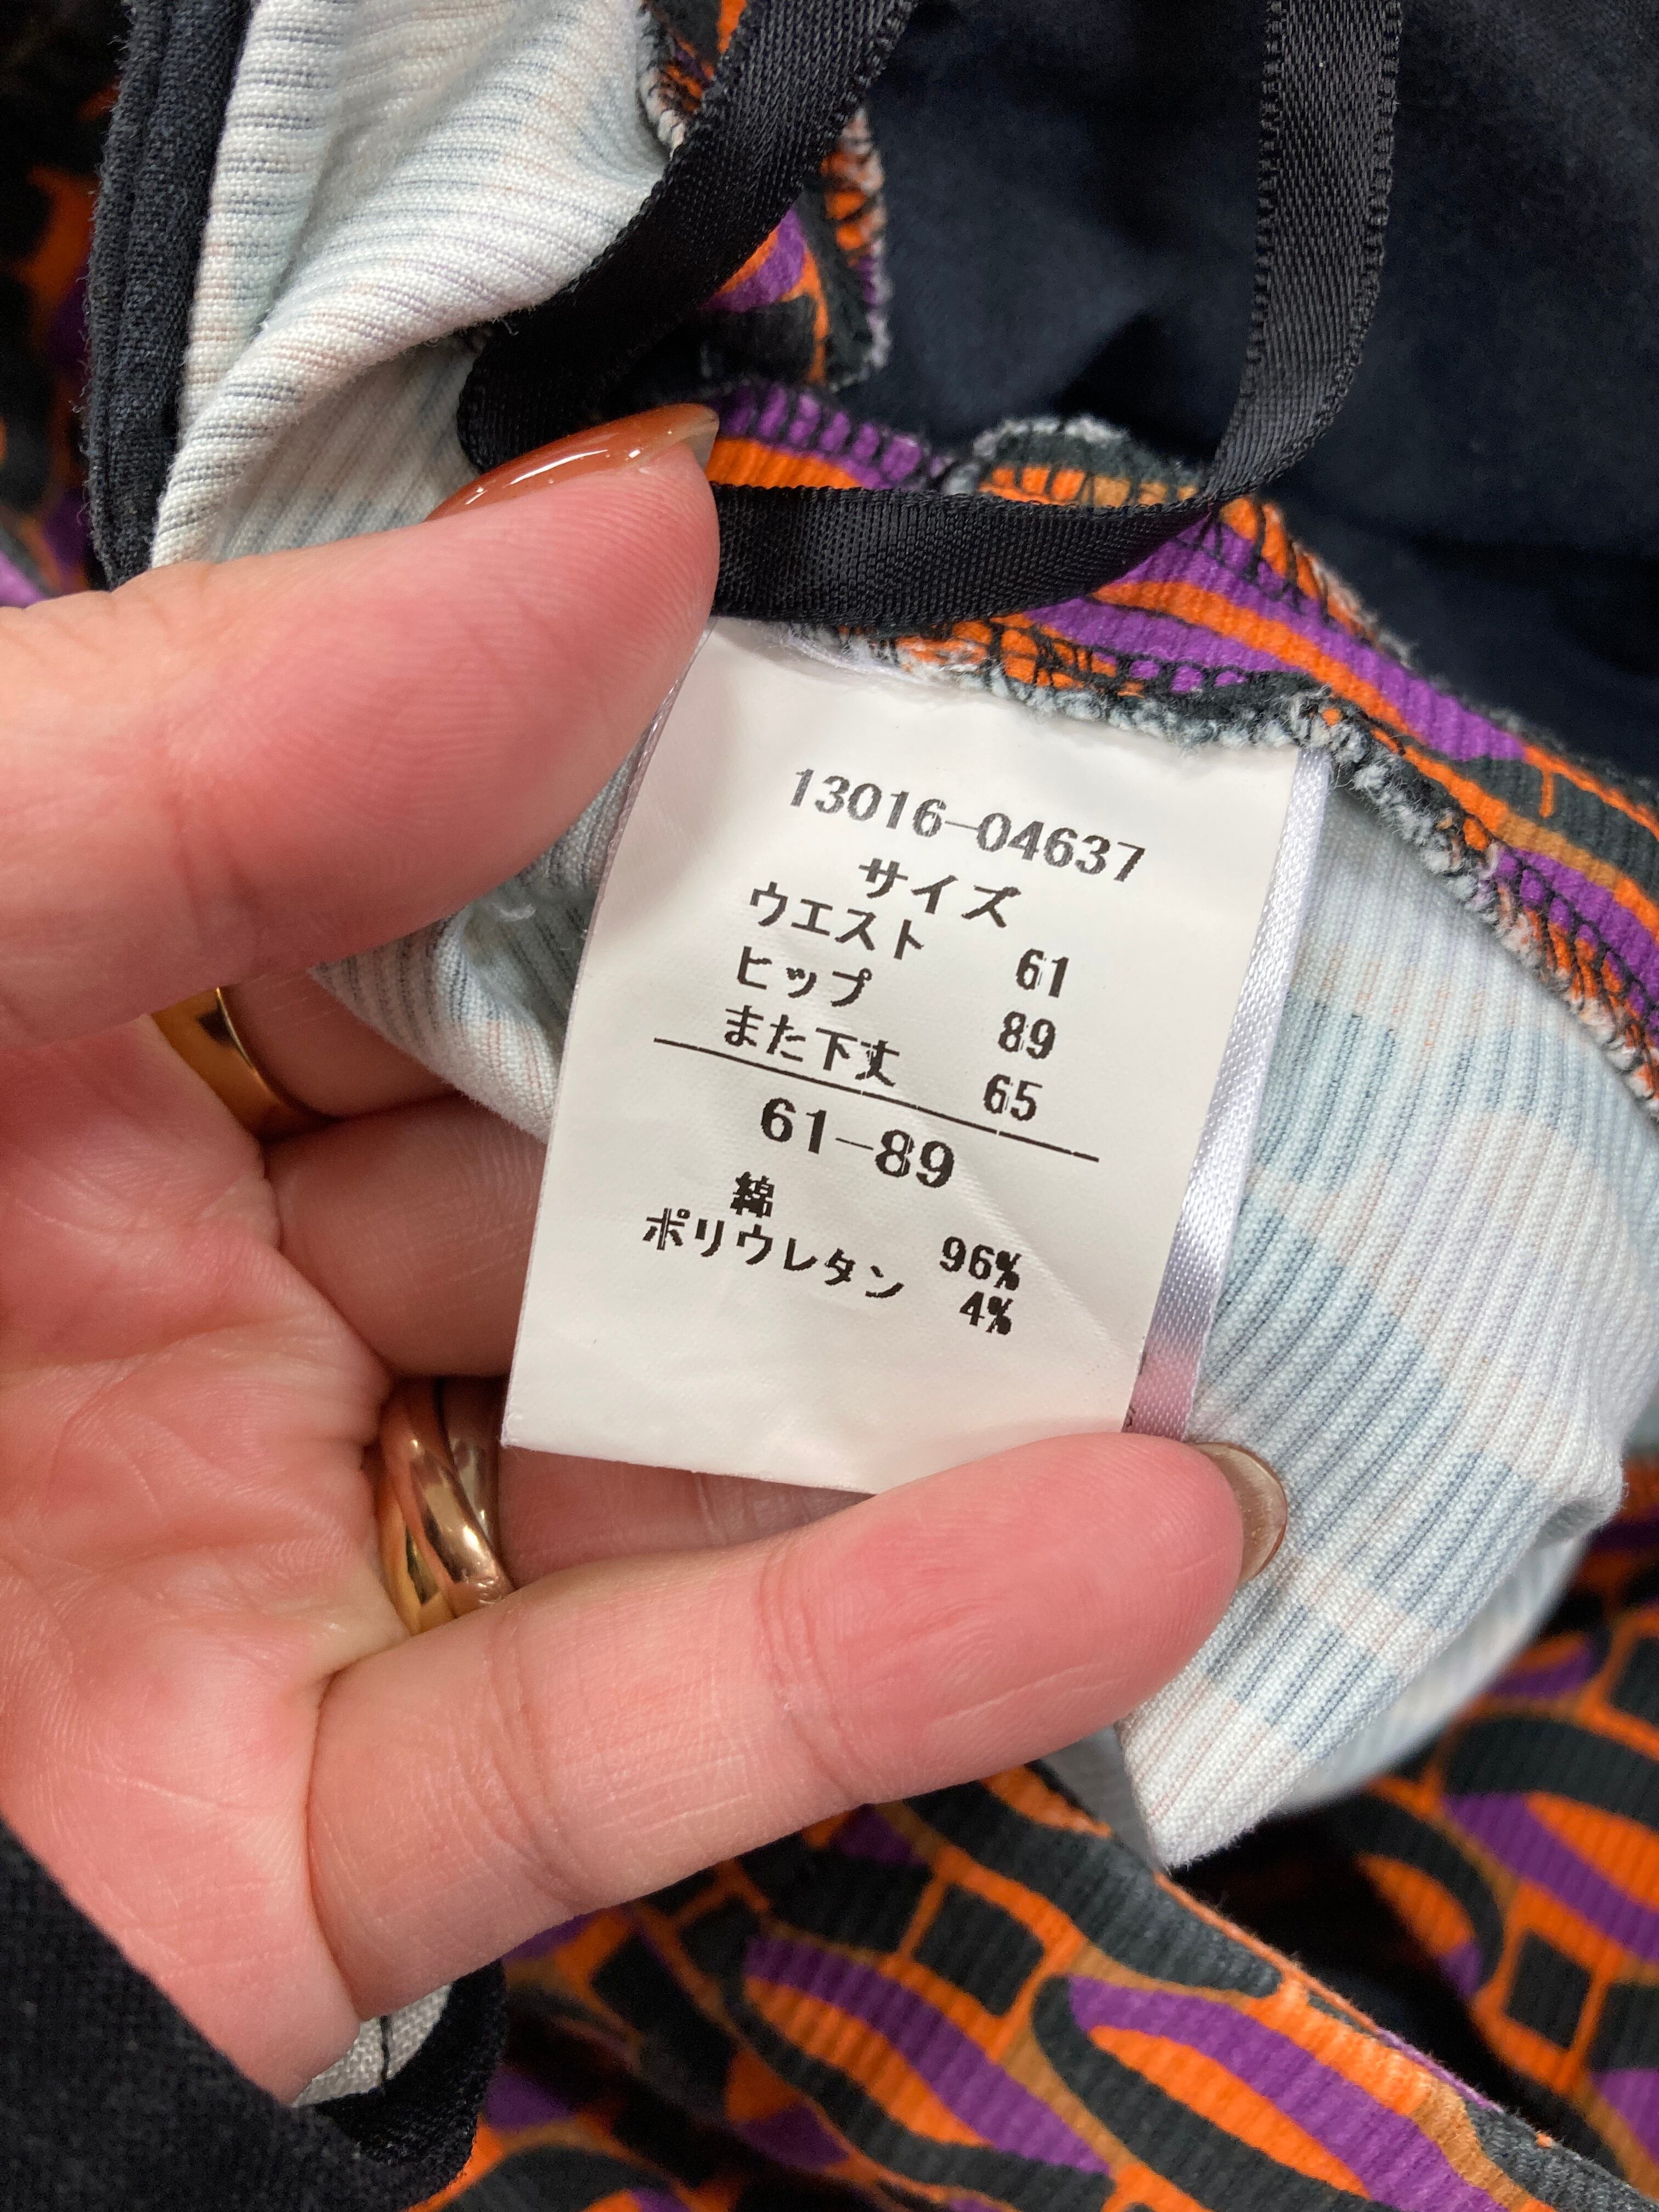 13016-04637
サイズ
ウエスト 61
ヒップ 89
また下丈 65
61-89
綿 96%
ポリウレタン 4%